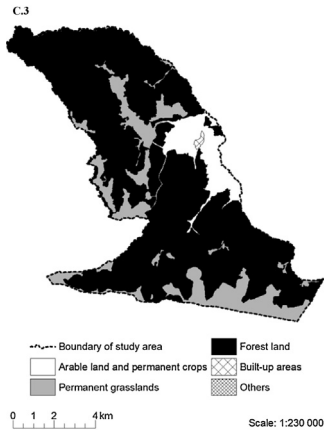 C.3
Boundary of study area
Forest land
Arable land and permanent crops
Built-up areas
Permanent grasslands
Others
0 1 2 4 km
Scale: 1:230 000